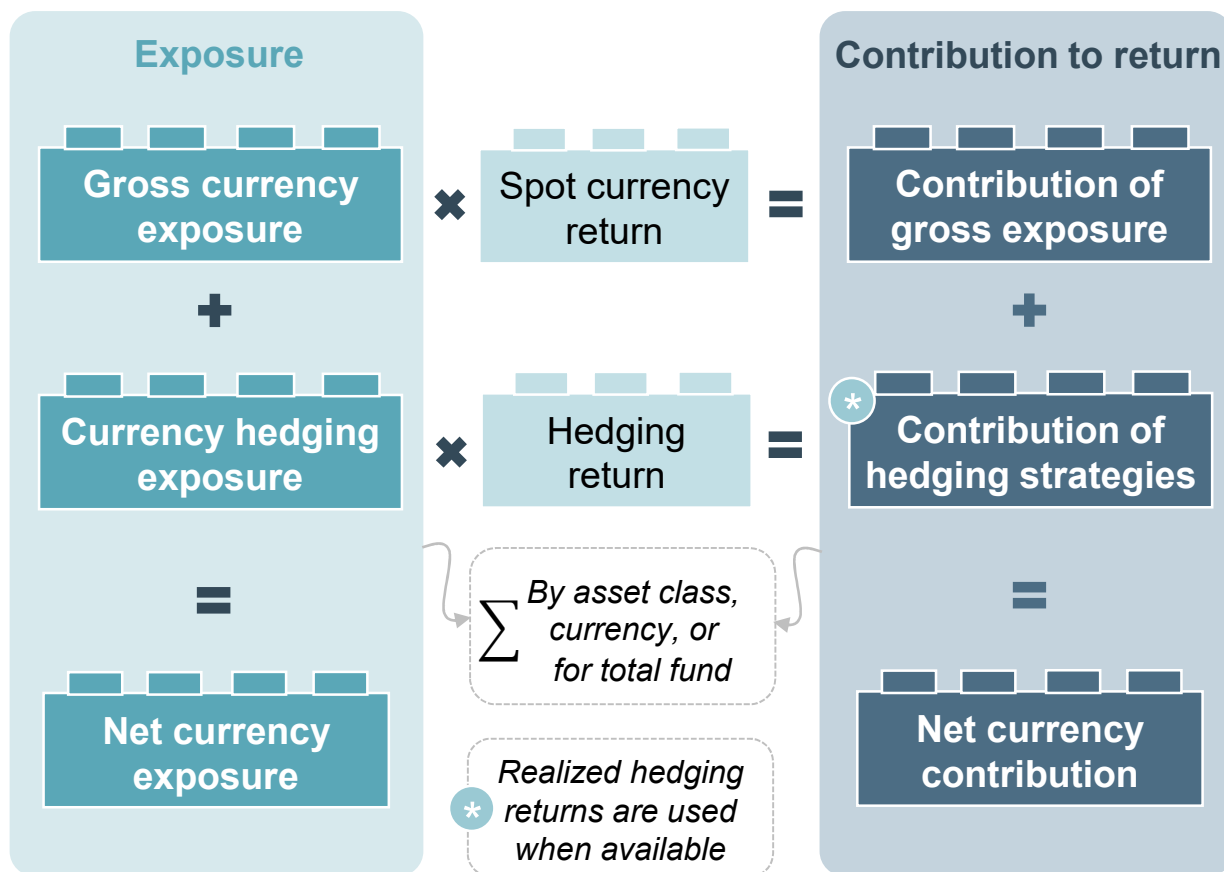 Exposure
Contribution to return
Gross currency
exposure
×
Spot currency
return
=
Contribution of
gross exposure
+
+
Currency hedging
exposure
×
Hedging
return
=
*
Contribution of
hedging strategies
=
=
∑ By asset class,
currency, or
for total fund
Net currency
exposure
Net currency
contribution
*
Realized hedging
returns are used
when available